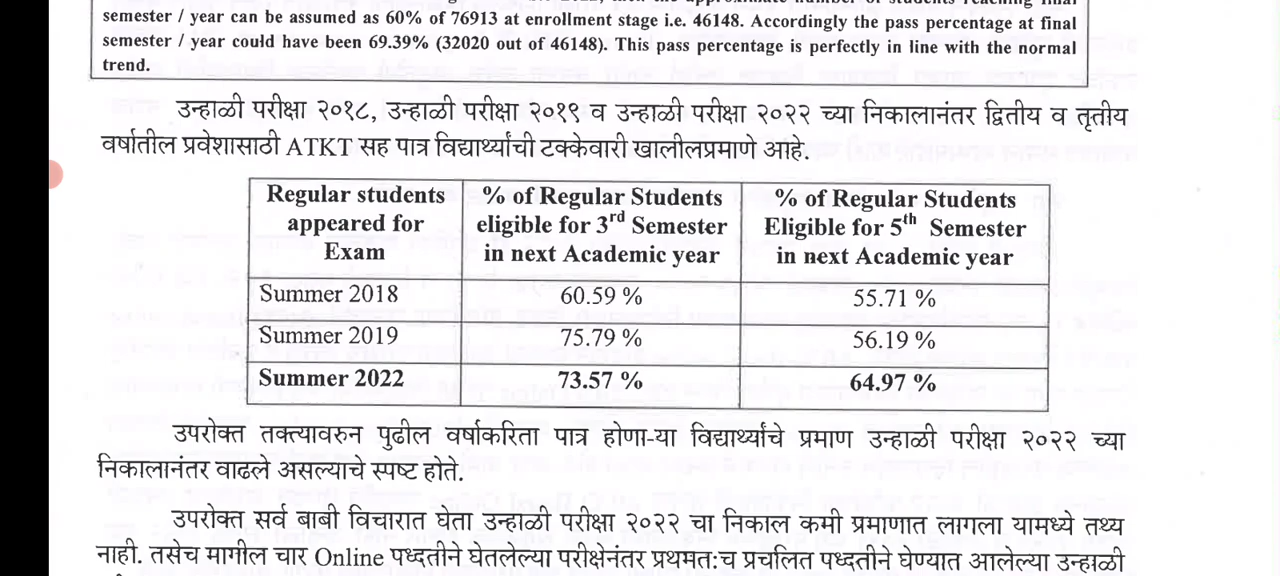 semester / year can be assumed as 60% of 76913 at enrollment stage i.e. 46148. Accordingly the pass percentage at final
semester / year could have been 69.39% (32020 out of 46148). This pass percentage is perfectly in line with the normal
trend.
उन्हाळी परीक्षा २०१८, उन्हाळी परीक्षा २०१९ व उन्हाळी परीक्षा २०२२ च्या निकालानंतर द्वितीय व तृतीय
वर्षातील प्रवेशासाठी ATKT सह पात्र विद्यार्थ्यांची टक्केवारी खालीलप्रमाणे आहे.
Regular students appeared for Exam | % of Regular Students eligible for 3rd Semester in next Academic year | % of Regular Students Eligible for 5th Semester in next Academic year
Summer 2018 | 60.59 % | 55.71 %
Summer 2019 | 75.79 % | 56.19 %
Summer 2022 | 73.57 % | 64.97 %
उपरोक्त तक्त्यावरुन पुढील वर्षाकरिता पात्र होणा-या विद्यार्थ्यांचे प्रमाण उन्हाळी परीक्षा २०२२ च्या
निकालानंतर वाढले असल्याचे स्पष्ट होते.
उपरोक्त सर्व बाबी विचारात घेता उन्हाळी परीक्षा २०२२ चा निकाल कमी प्रमाणात लागला यामध्ये तथ्य
नाही. तसेच मागील चार Online पध्दतीने घेतलेल्या परीक्षेनंतर प्रथमत:च प्रचलित पध्दतीने घेण्यात आलेल्या उन्हाळी